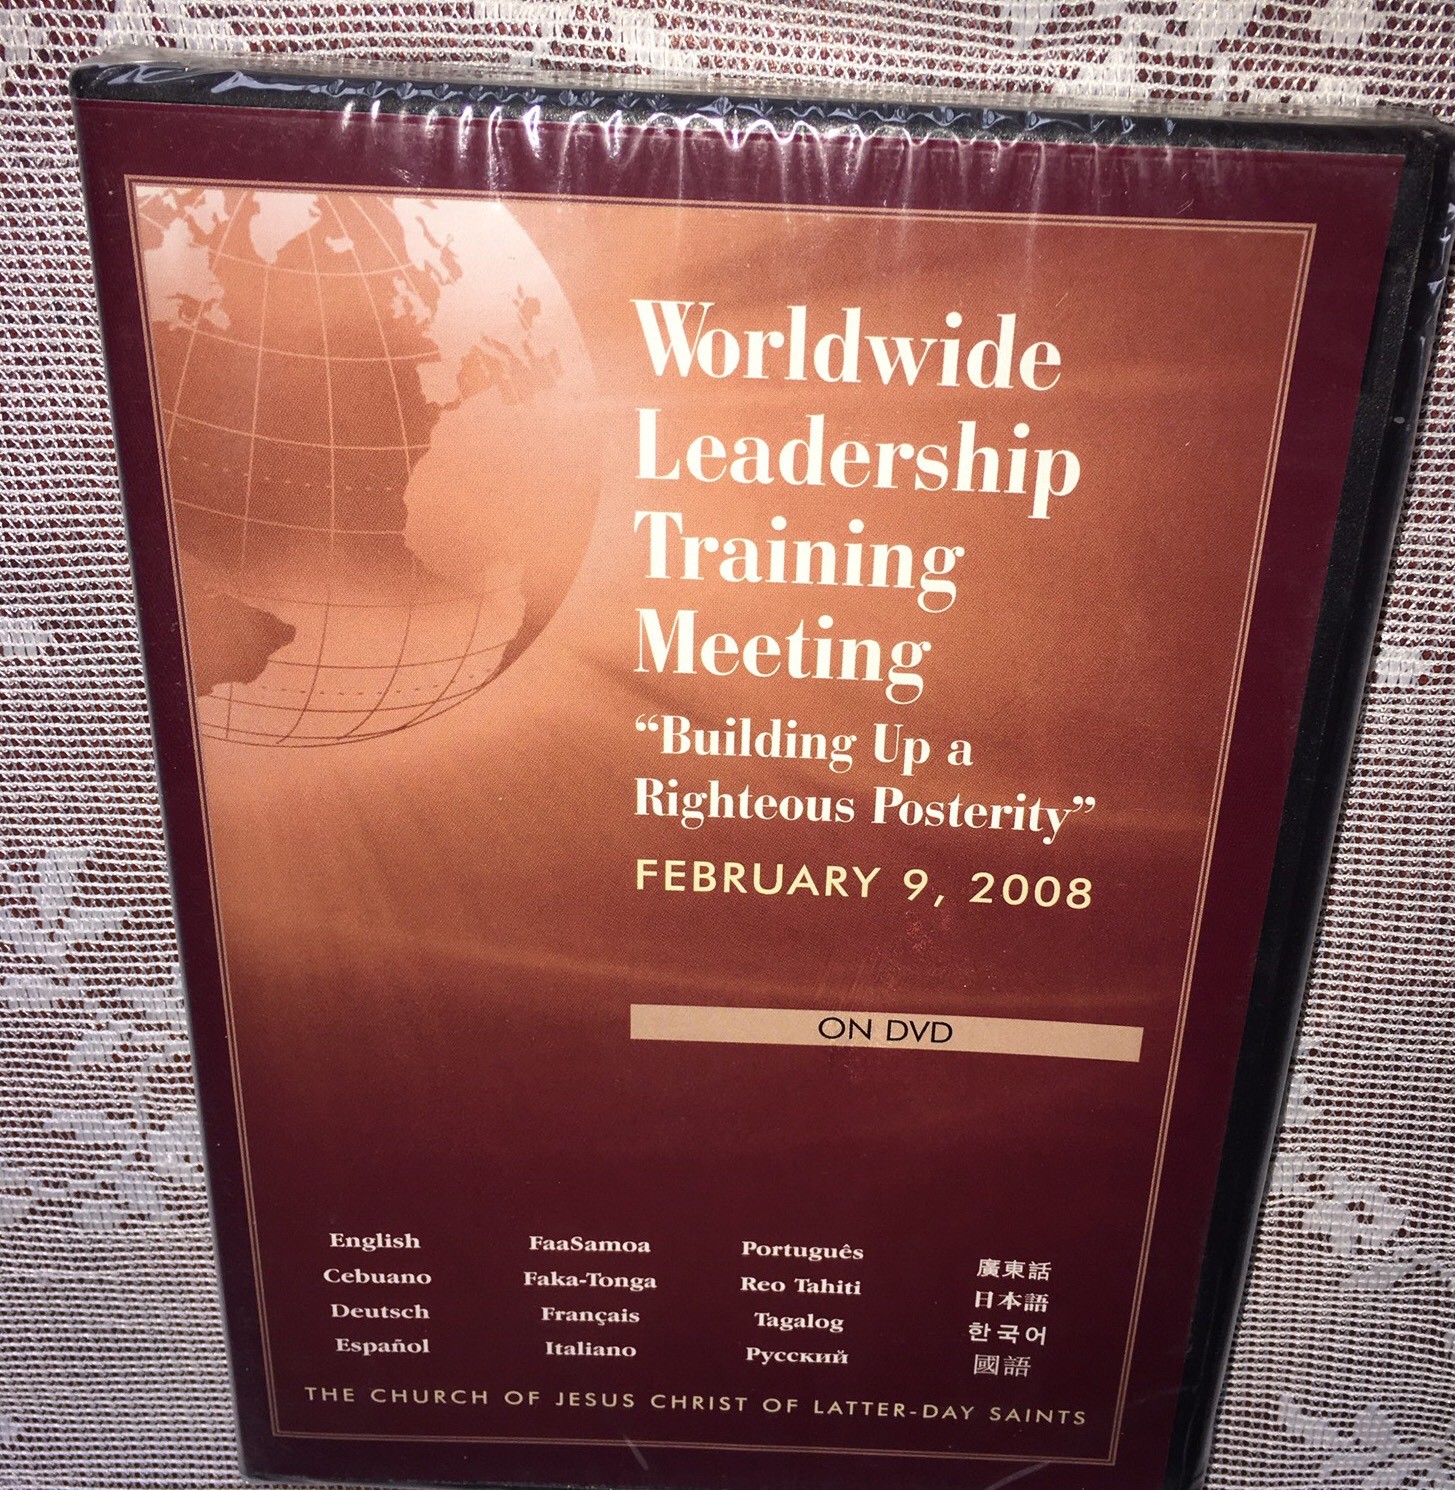 Worldwide
Leadership
Training
Meeting
“Building Up a
Righteous Posterity”
FEBRUARY 9, 2008
ON DVD
English
Cebuano
Deutsch
Español
FaaSamoa
Faka-Tonga
Français
Italiano
Português
Reo Tahiti
Tagalog
Русский
廣東話
日本語
한국어
國語
THE CHURCH OF JESUS CHRIST OF LATTER-DAY SAINTS